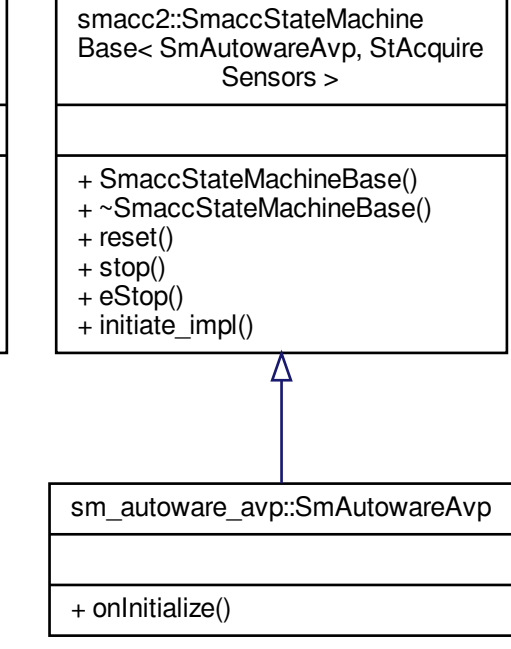 smacc2::SmaccStateMachine
Base< SmAutowareAvp, StAcquire
Sensors >
+ SmaccStateMachineBase()
+ ~SmaccStateMachineBase()
+ reset()
+ stop()
+ eStop()
+ initiate_impl()
sm_autoware_avp::SmAutowareAvp
+ onInitialize()